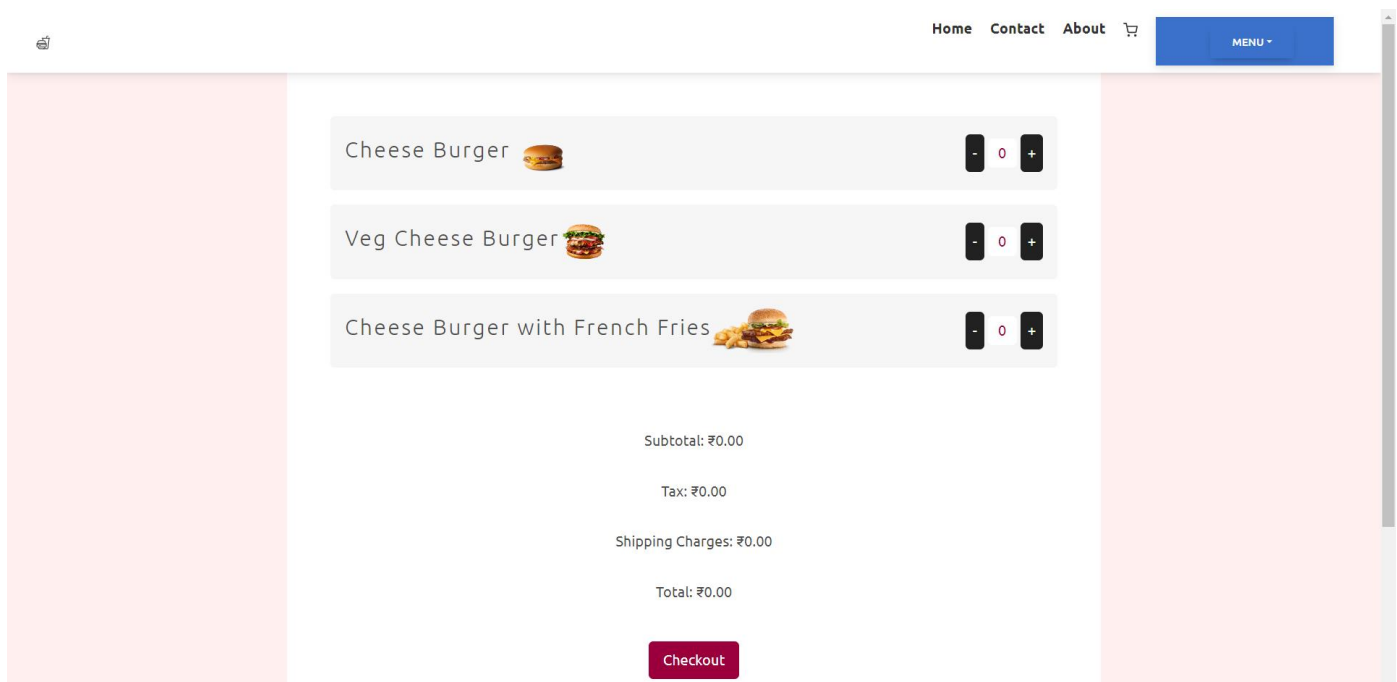 Home Contact About MENU
Cheese Burger - 0 +
Veg Cheese Burger - 0 +
Cheese Burger with French Fries - 0 +
Subtotal: ₹0.00
Tax: ₹0.00
Shipping Charges: ₹0.00
Total: ₹0.00
Checkout